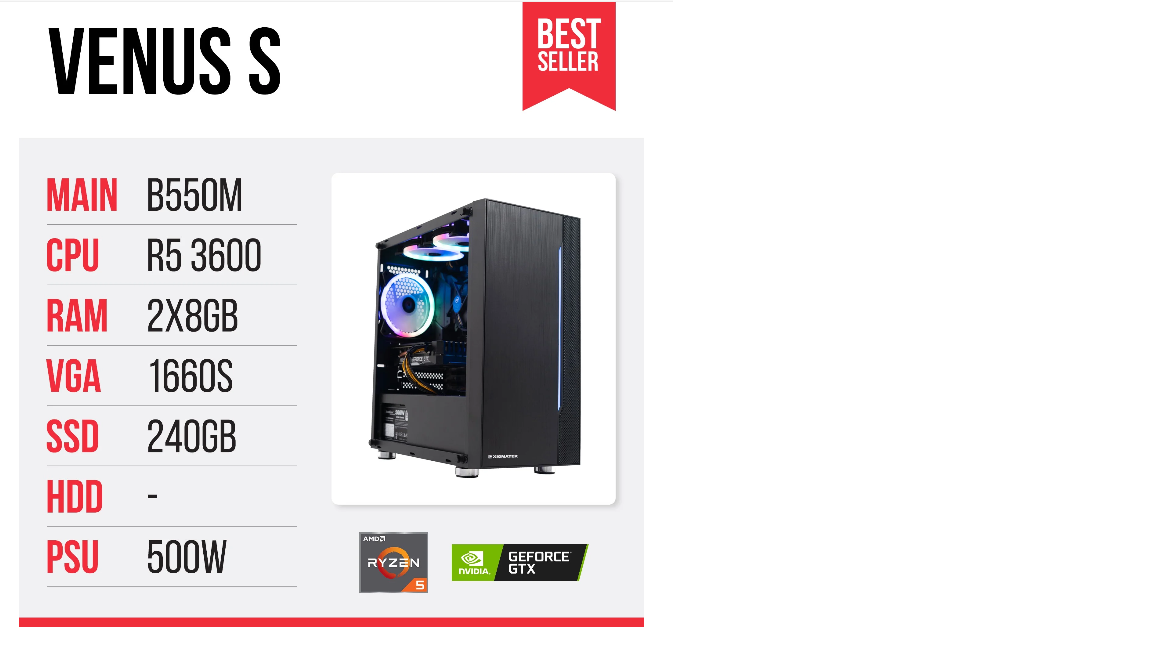 VENUS S
BEST
SELLER
MAIN B550M
CPU R5 3600
RAM 2X8GB
VGA 1660S
SSD 240GB
HDD -
PSU 500W
XIGMATEK
AMD
RYZEN
5
NVIDIA.
GEFORCE
GTX